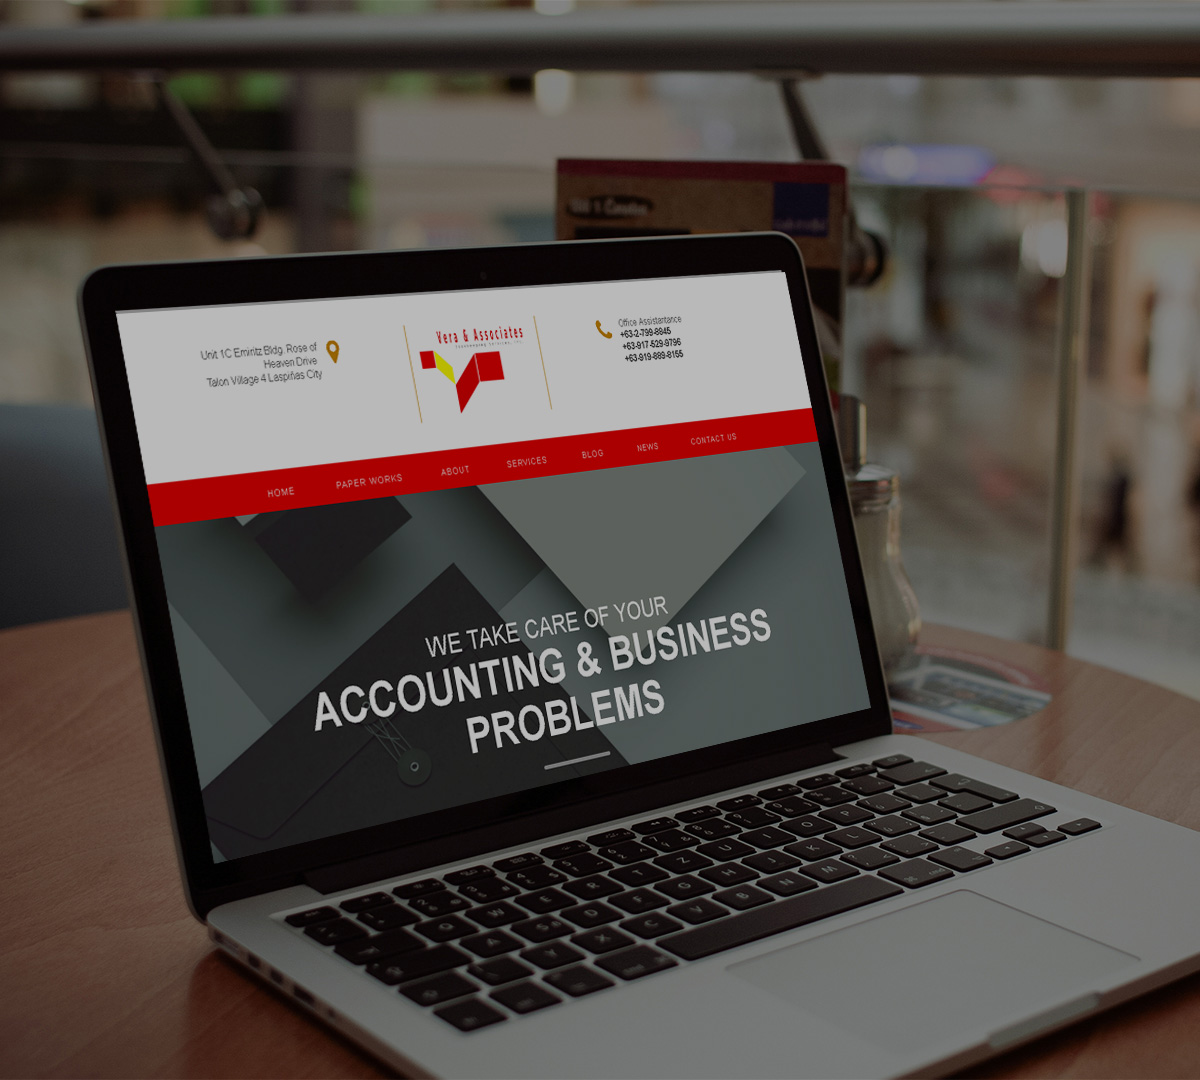 Unit 1C Emiritz Bldg. Rose of
Heaven Drive
Talon Village 4 Laspiñas City
Vera & Associates
Office Assistantance
+63-2-799-8845
+63-917-529-9796
+63-919-889-8155
HOME
PAPER WORKS
ABOUT
SERVICES
BLOG
NEWS
CONTACT US
WE TAKE CARE OF YOUR
ACCOUNTING & BUSINESS
PROBLEMS